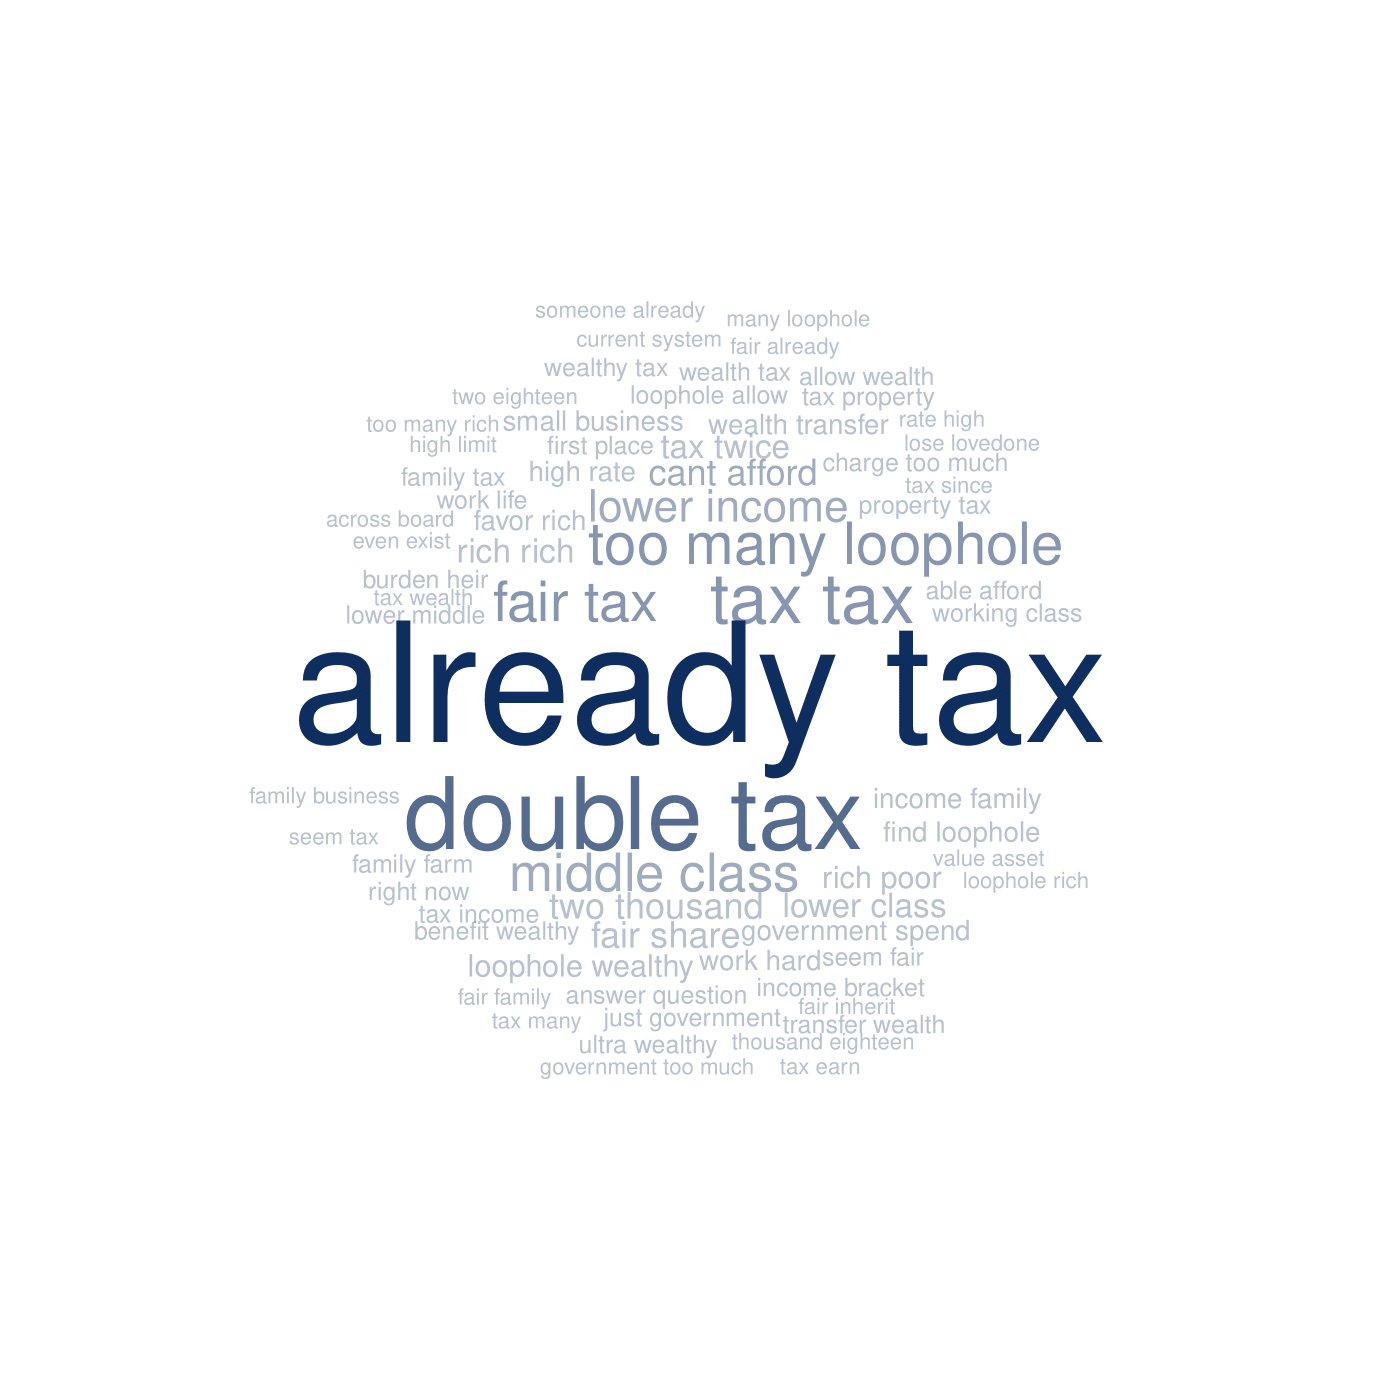 someone already
many loophole
current system
fair already
wealthy tax
wealth tax
allow wealth
two eighteen
loophole allow
tax property
too many rich
small business
wealth transfer
rate high
high limit
first place
tax twice
lose lovedone
family tax
high rate
cant afford
charge too much
tax since
work life
lower income
property tax
across board
favor rich
even exist
rich rich
too many loophole
burden heir
tax wealth
lower middle
fair tax
tax tax
able afford
working class
already tax
family business
double tax
income family
seem tax
find loophole
family farm
middle class
value asset
rich poor
loophole rich
right now
tax income
two thousand
lower class
benefit wealthy
fair share
government spend
loophole wealthy
work hard
seem fair
fair family
answer question
income bracket
fair inherit
tax many
just government
transfer wealth
ultra wealthy
thousand eighteen
government too much
tax earn